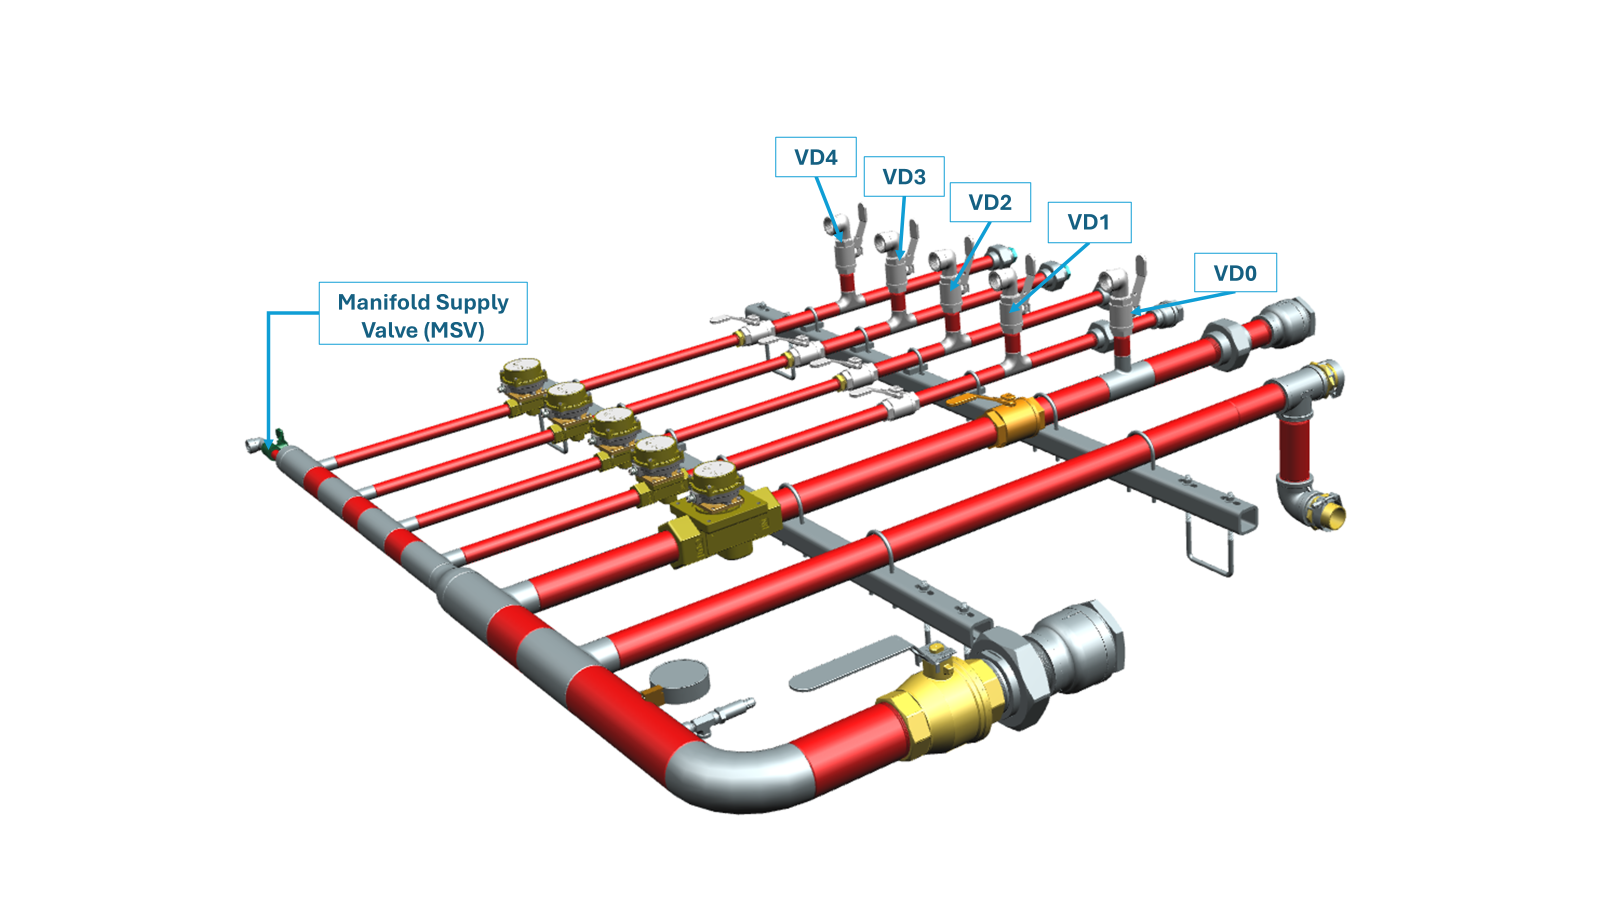 VD4
VD3
VD2
VD1
VD0
Manifold Supply
Valve (MSV)